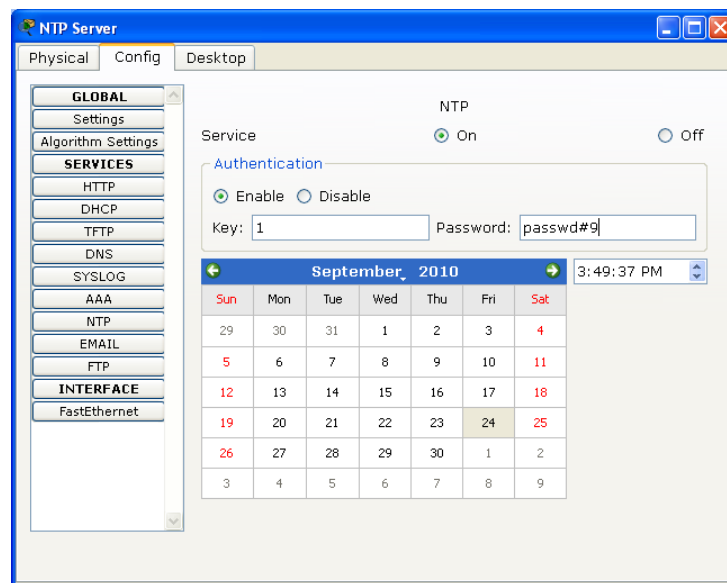 NTP Server
Physical Config Desktop
GLOBAL
Settings
Algorithm Settings
SERVICES
HTTP
DHCP
TFTP
DNS
SYSLOG
AAA
NTP
EMAIL
FTP
INTERFACE
FastEthernet
NTP
Service On Off
Authentication
Enable Disable
Key: 1 Password: passwd#9
September, 2010 3:49:37 PM
Sun Mon Tue Wed Thu Fri Sat
29 30 31 1 2 3 4
5 6 7 8 9 10 11
12 13 14 15 16 17 18
19 20 21 22 23 24 25
26 27 28 29 30 1 2
3 4 5 6 7 8 9